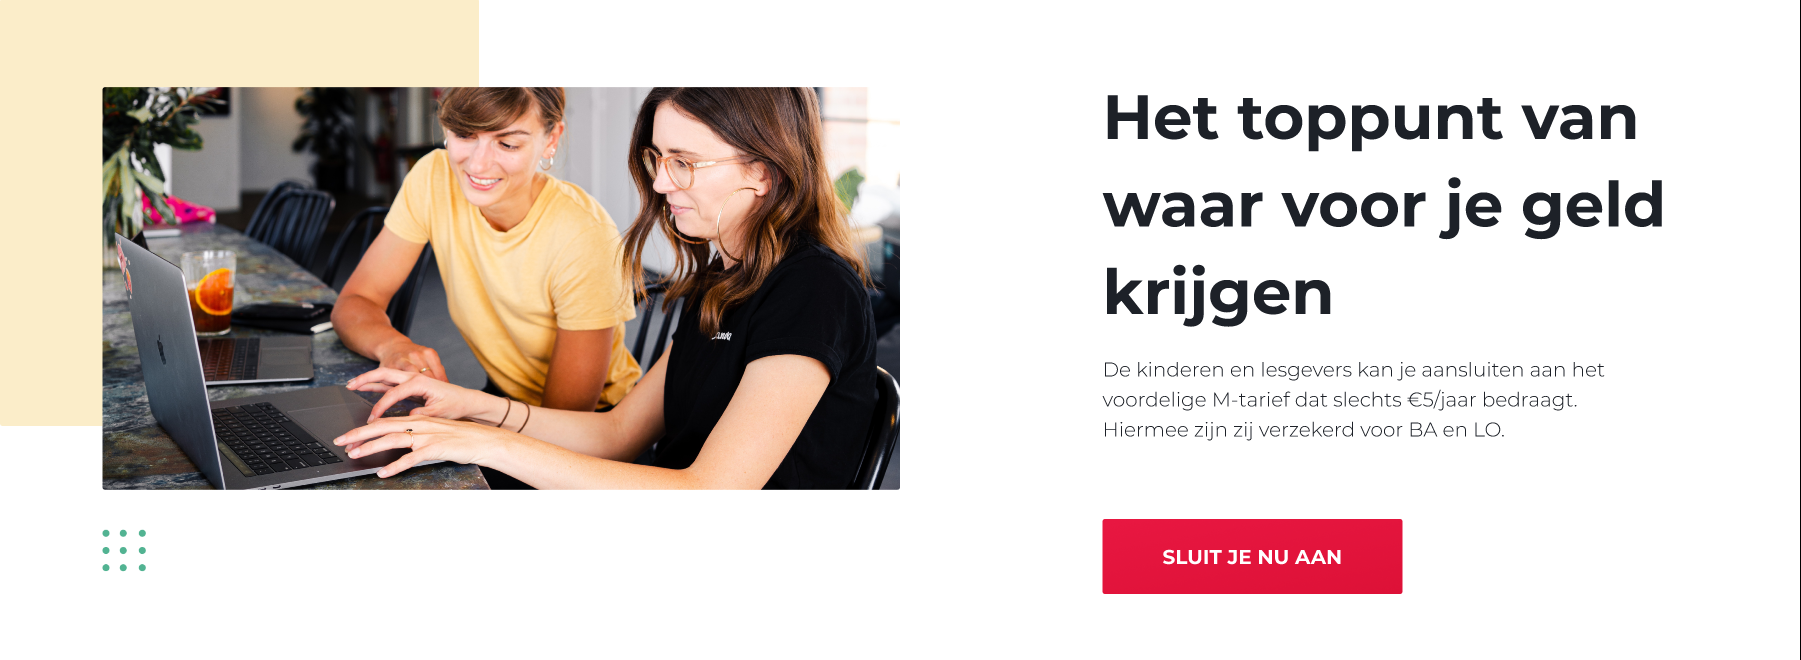 Het toppunt van
waar voor je geld
krijgen
De kinderen en lesgevers kan je aansluiten aan het
voordelige M-tarief dat slechts €5/jaar bedraagt.
Hiermee zijn zij verzekerd voor BA en LO.
SLUIT JE NU AAN